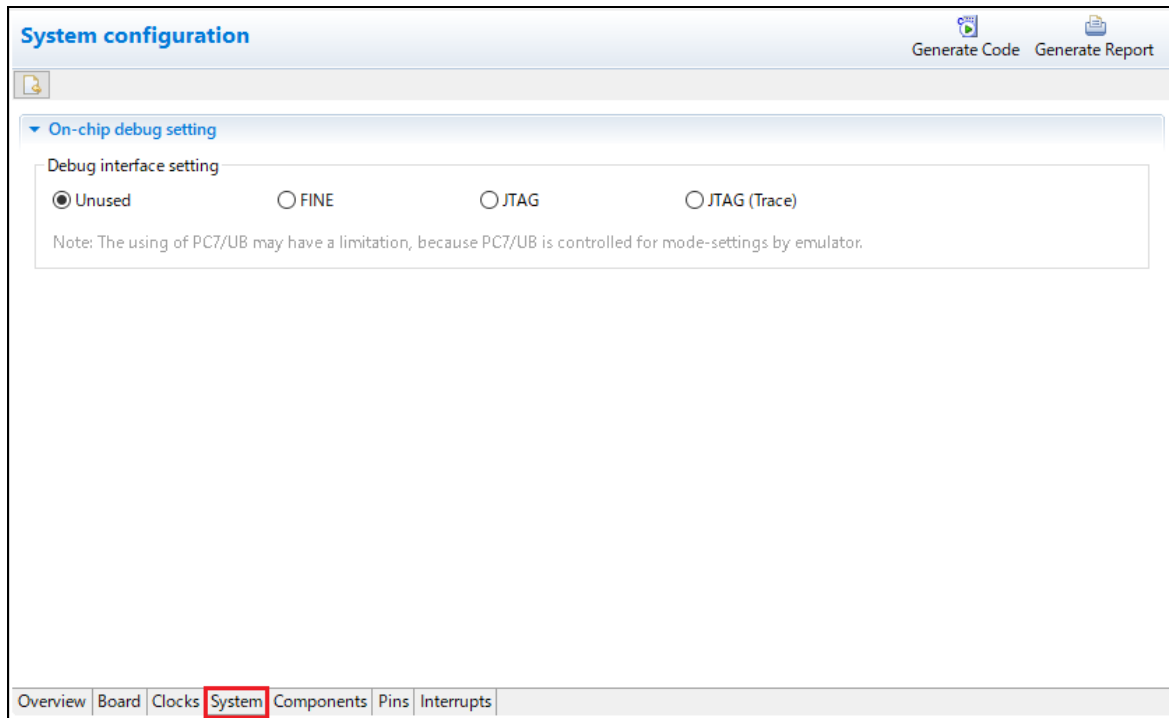 System configuration
Generate Code Generate Report
On-chip debug setting
Debug interface setting
Unused FINE JTAG JTAG (Trace)
Note: The using of PC7/UB may have a limitation, because PC7/UB is controlled for mode-settings by emulator.
Overview Board Clocks System Components Pins Interrupts